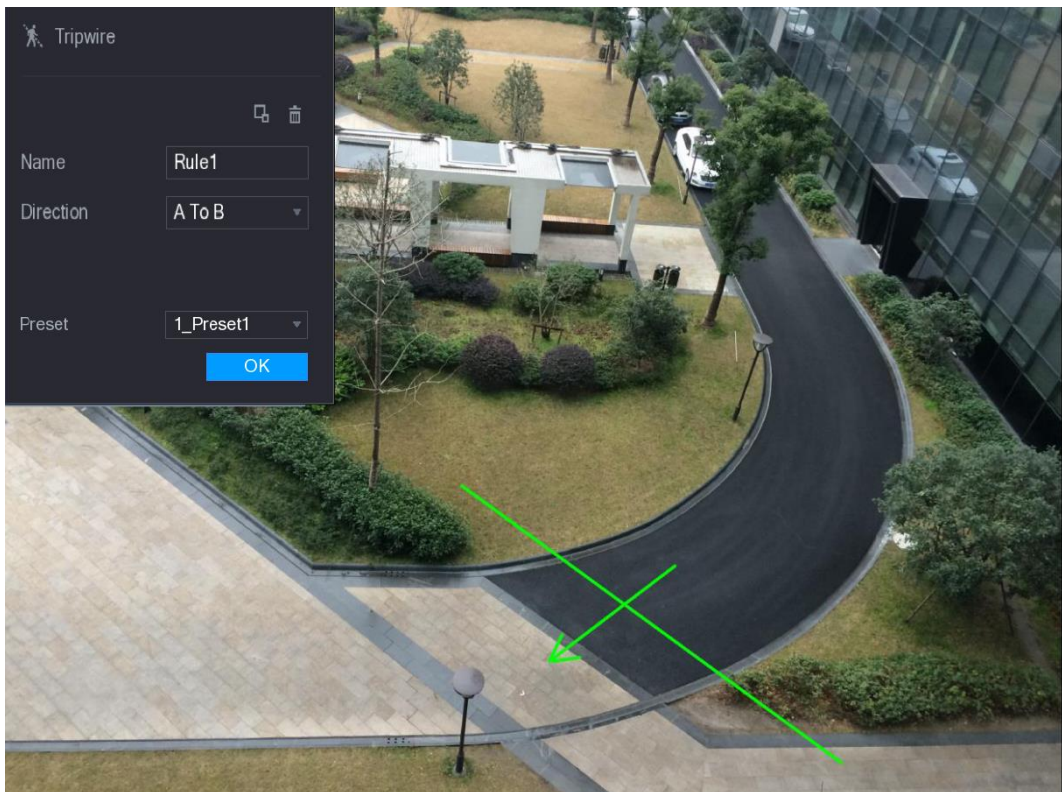 Tripwire
Name Rule1
Direction A To B
Preset 1_Preset1
OK